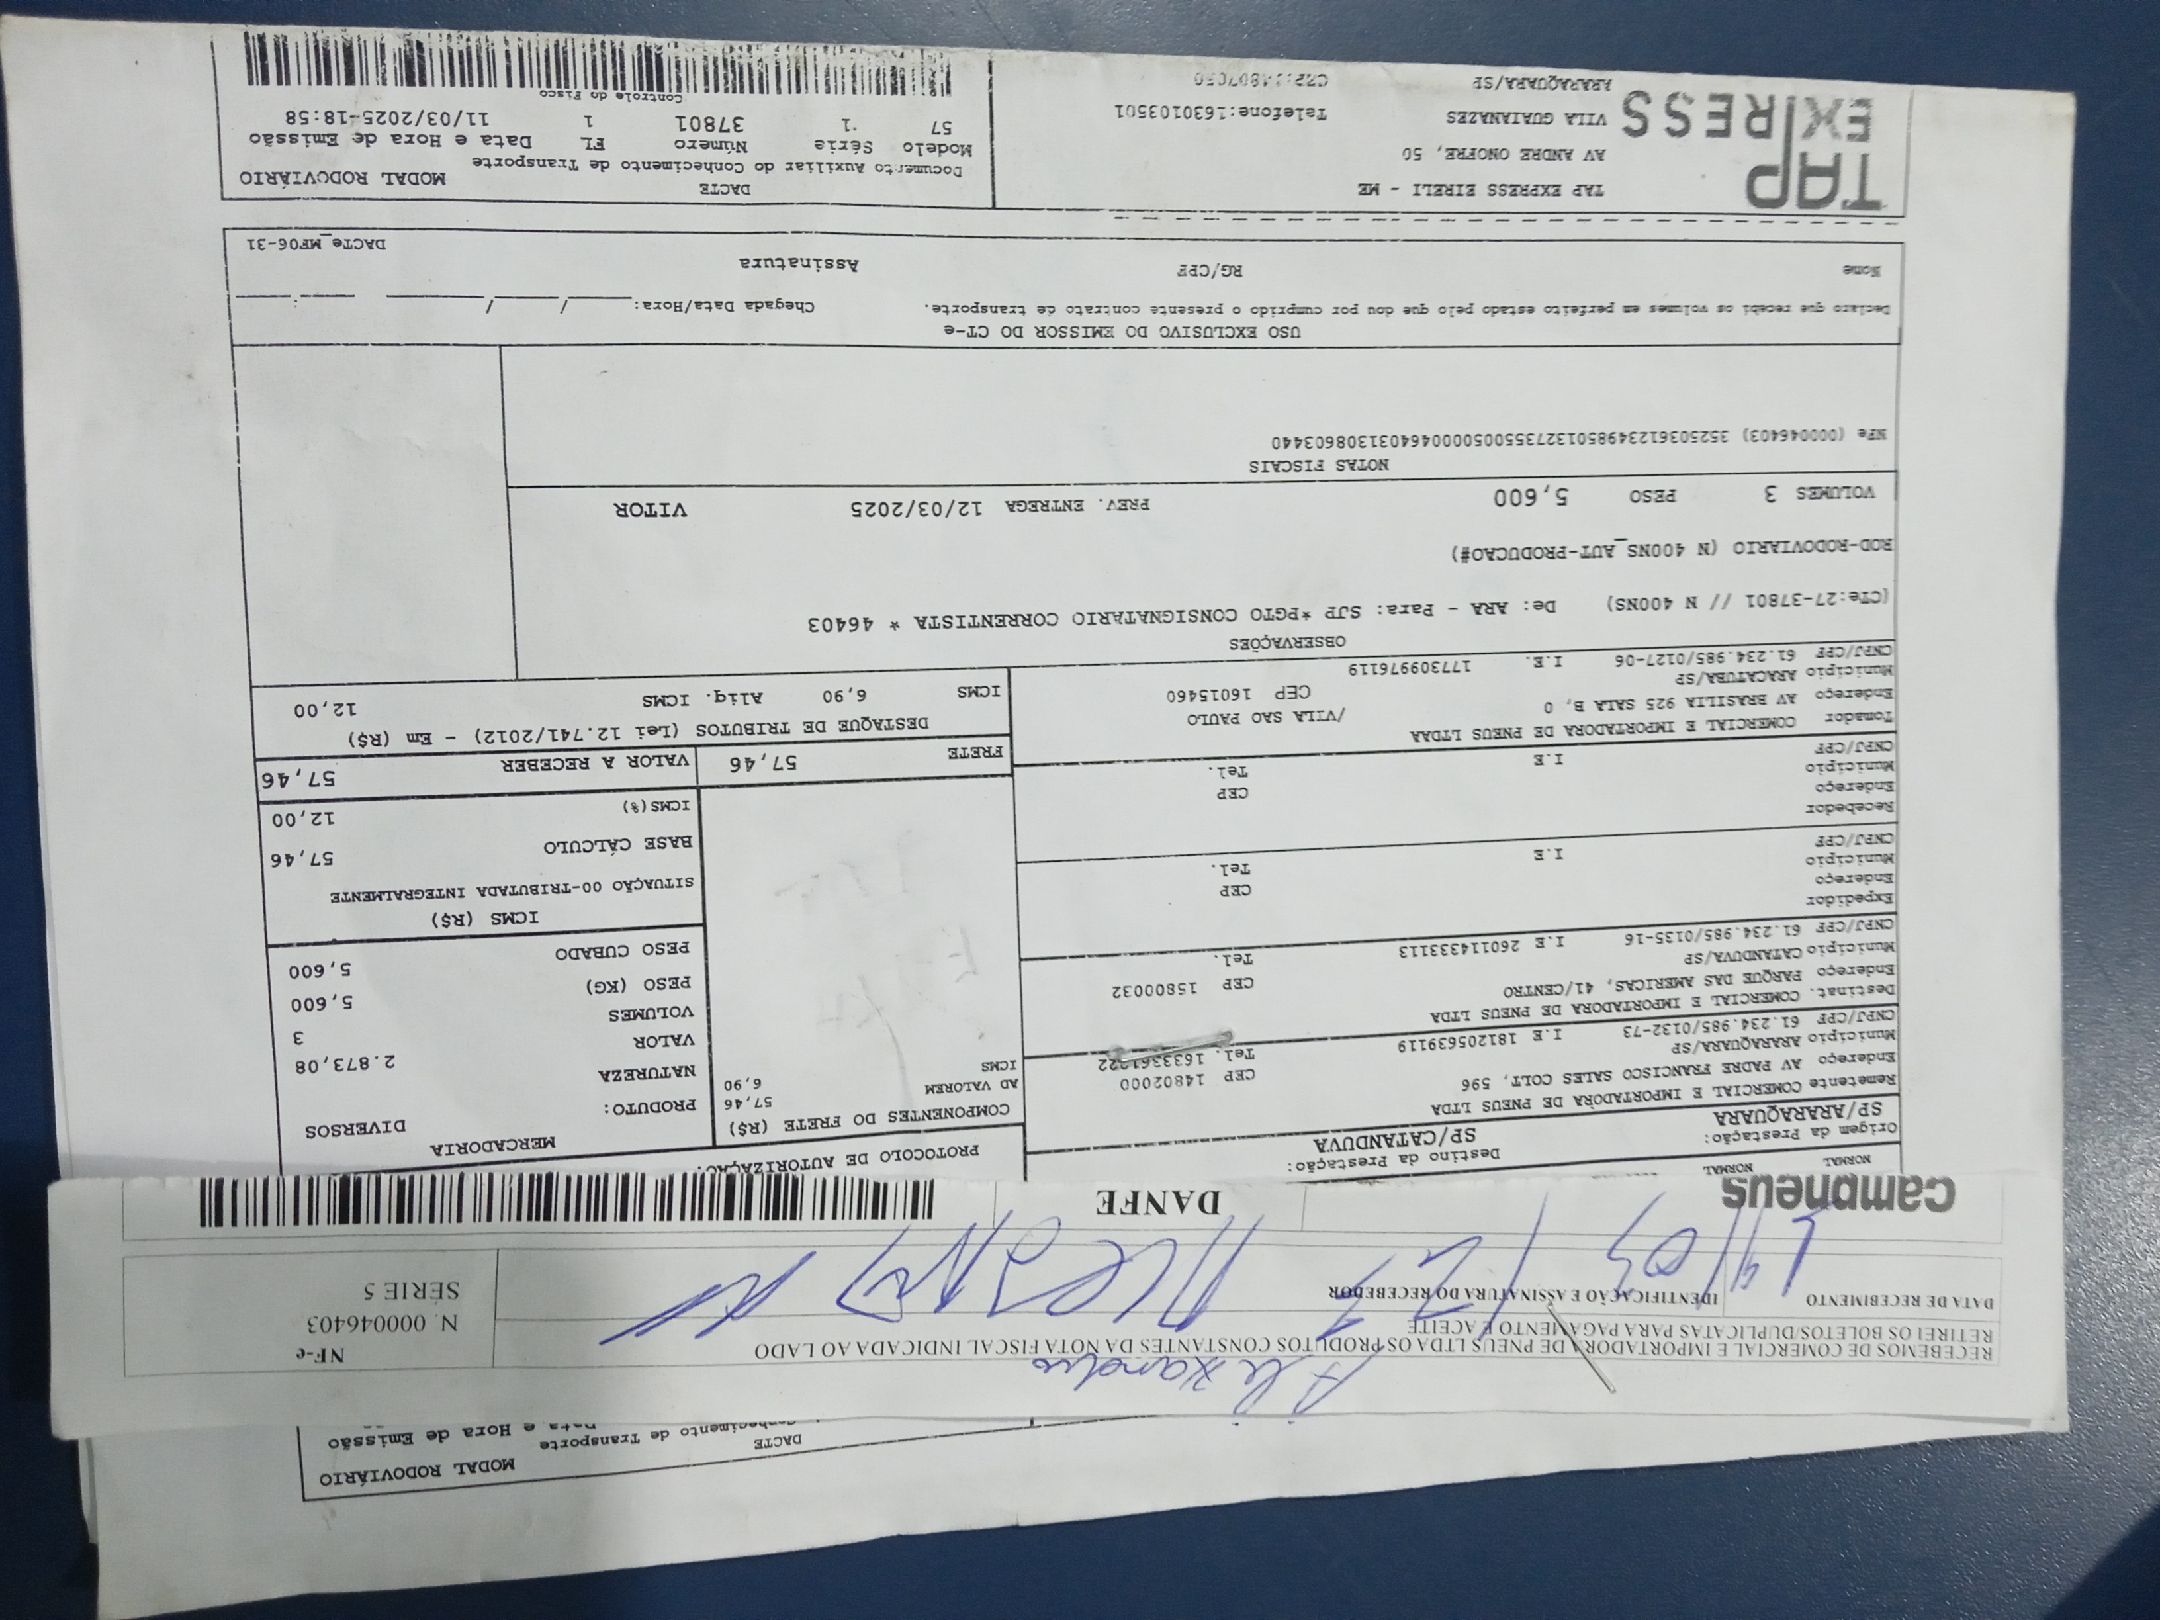 DACTE
MODAL RODOVIÁRIO
Conhecimento de Transporte
Data e Hora de Emissão
RECEBEMOS DE COMERCIAL E IMPORTADORA DE PNEUS LTDA OS PRODUTOS CONSTANTES DA NOTA FISCAL INDICADA AO LADO
RETIREI OS BOLETOS/DUPLICATAS PARA PAGAMENTO E ACEITE
Alexandre
NF-e
N. 000046403
SÉRIE 5
DATA DE RECEBIMENTO
IDENTIFICAÇÃO E ASSINATURA DO RECEBEDOR
Campneus
DANFE
NORMAL NORMAL
PROTOCOLO DE AUTORIZAÇÃO:
Origem da Prestação:
SP/ARARAQUARA
Destino da Prestação:
SP/CATANDUVA
Remetente COMERCIAL E IMPORTADORA DE PNEUS LTDA
Endereço AV PADRE FRANCISCO SALES COLT, 596
Município ARARAQUARA/SP CEP 14802000
CNPJ/CPF 61.234.985/0132-73 I.E 181205639119 Tel.
Destinat. COMERCIAL E IMPORTADORA DE PNEUS LTDA
Endereço PARQUE DAS AMERICAS, 41/CENTRO
Município CATANDUVA/SP CEP 15800032
CNPJ/CPF 61.234.985/0135-16 I.E 260114333113 Tel.
Expedidor
Endereço
Município CEP
CNPJ/CPF I.E Tel.
Recebedor
Endereço
Município CEP
CNPJ/CPF I.E Tel.
Tomador COMERCIAL E IMPORTADORA DE PNEUS LTDAA
Endereço AV BRASILIA 925 SALA B, 0 /VILA SAO PAULO
Município ARACATUBA/SP CEP 16015460
CNPJ/CPF 61.234.985/0127-06 I.E. 177309976119
COMPONENTES DO FRETE (R$)
AD VALOREM 57,46
ICMS 6,90
FRETE 57,46
MERCADORIA
PRODUTO: DIVERSOS
NATUREZA
VALOR 2.873,08
VOLUMES 3
PESO (KG) 5,600
PESO CUBADO 5,600
ICMS (R$)
SITUAÇÃO 00-TRIBUTADA INTEGRALMENTE
BASE CÁLCULO 57,46
ICMS(%) 12,00
VALOR A RECEBER 57,46
DESTAQUE DE TRIBUTOS (Lei 12.741/2012) - Em (R$)
ICMS 6,90 Aliq. ICMS 12,00
OBSERVAÇÕES
(CTe:27-37801 // N 400NS) De: ARA - Para: SJP *PGTO CONSIGNATARIO CORRENTISTA * 46403
ROD-RODOVIARIO (N 400NS_AUT-PRODUCAO#)
VOLUMES 3 PESO 5,600 PREV. ENTREGA 12/03/2025 VITOR
NOTAS FISCAIS
NFe (000046403) 35250361234985013273550050000464031308603440
USO EXCLUSIVO DO EMISSOR DO CT-e
Declaro que recebi os volumes em perfeito estado pelo que dou por cumprido o presente contrato de transporte.
Chegada Data/Hora: ____/____/____ ____:____
Nome RG/CPF Assinatura
DACTE_MF06-31
TAP EXPRESS
TAP EXPRESS EIRELI - ME
AV ANDRE ONOFRE, 50
VILA GUAIANAZES Telefone:1630103501
ARARAQUARA/SP CEP:14807050
DACTE
MODAL RODOVIÁRIO
Documento Auxiliar do Conhecimento de Transporte
Modelo Série Número FL Data e Hora de Emissão
57 1 37801 1 11/03/2025-18:58
Controle do Fisco